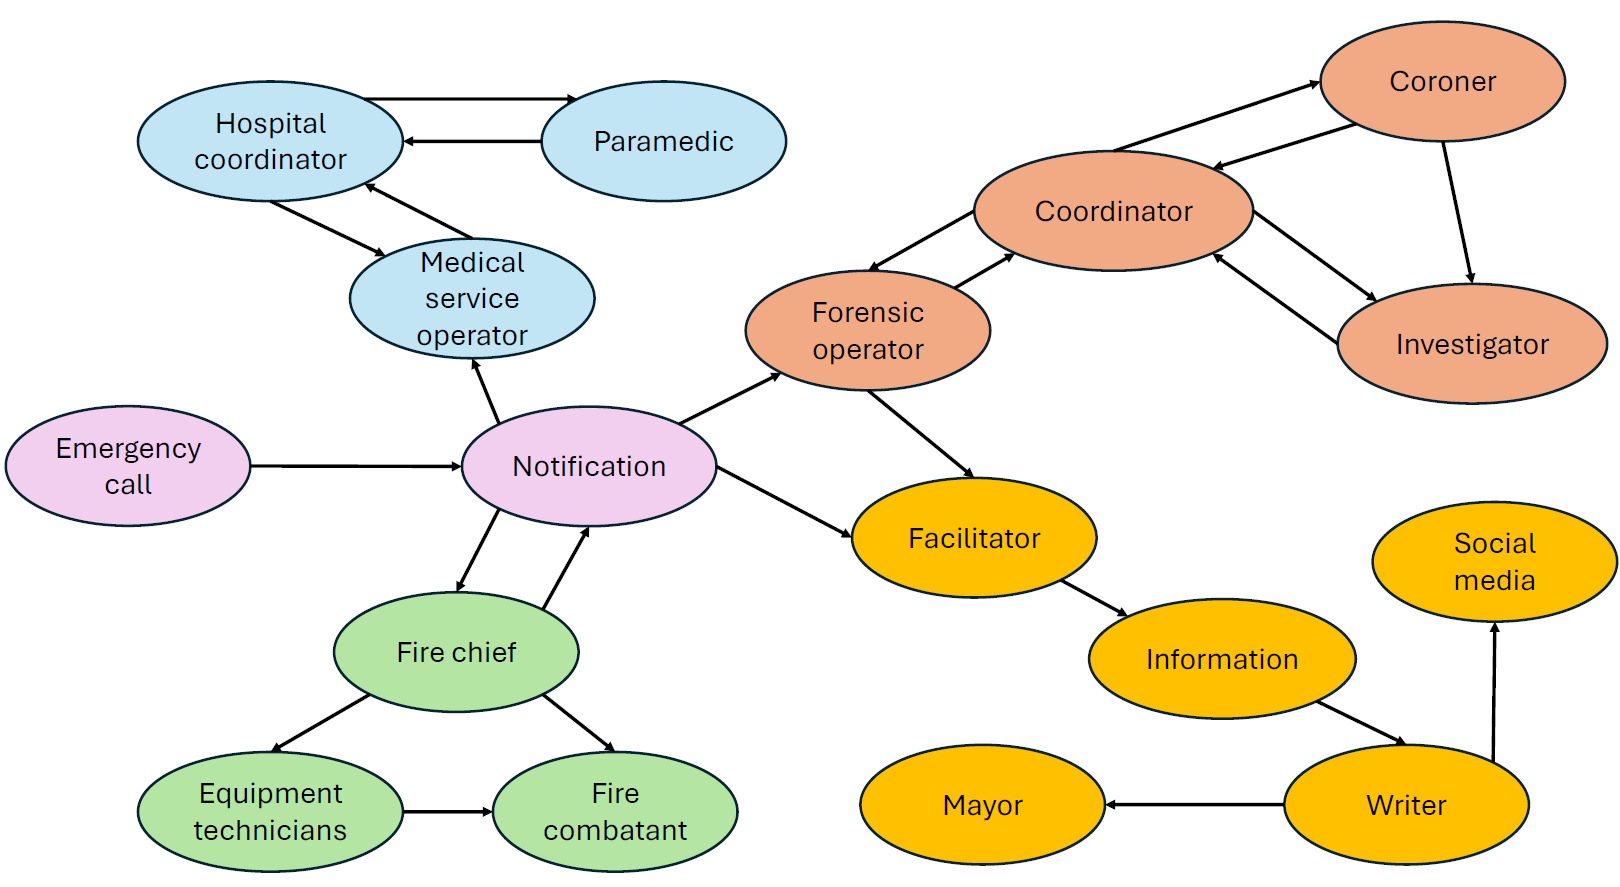 Coroner
Hospital
coordinator
Paramedic
Coordinator
Medical
service
operator
Forensic
operator
Investigator
Emergency
call
Notification
Facilitator
Social
media
Fire chief
Information
Equipment
technicians
Fire
combatant
Mayor
Writer